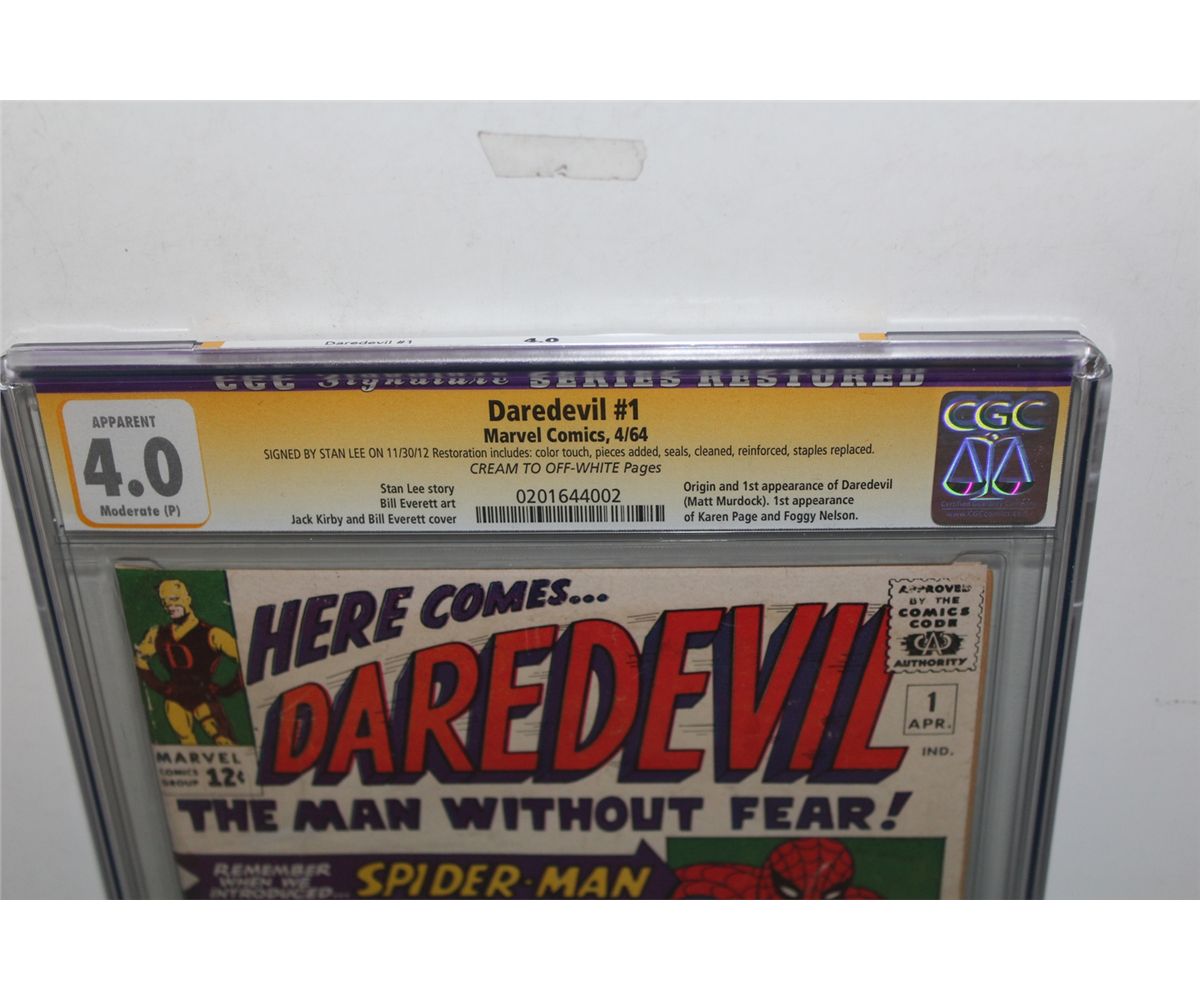 Daredevil #1 4.0
CGC Signature SERIES RESTORED
APPARENT
4.0
Moderate (P)
Daredevil #1
Marvel Comics, 4/64
SIGNED BY STAN LEE ON 11/30/12 Restoration includes: color touch, pieces added, seals, cleaned, reinforced, staples replaced.
CREAM TO OFF-WHITE Pages
Stan Lee story
Bill Everett art
Jack Kirby and Bill Everett cover
0201644002
Origin and 1st appearance of Daredevil
(Matt Murdock). 1st appearance
of Karen Page and Foggy Nelson.
CGC
www.CGCcomics.com
HERE COMES...
DAREDEVIL
D
APPROVED
BY THE
COMICS
CODE
CA
AUTHORITY
1
APR.
IND.
MARVEL
COMICS
GROUP 12¢
THE MAN WITHOUT FEAR!
REMEMBER
WHEN WE
INTRODUCED...
SPIDER-MAN